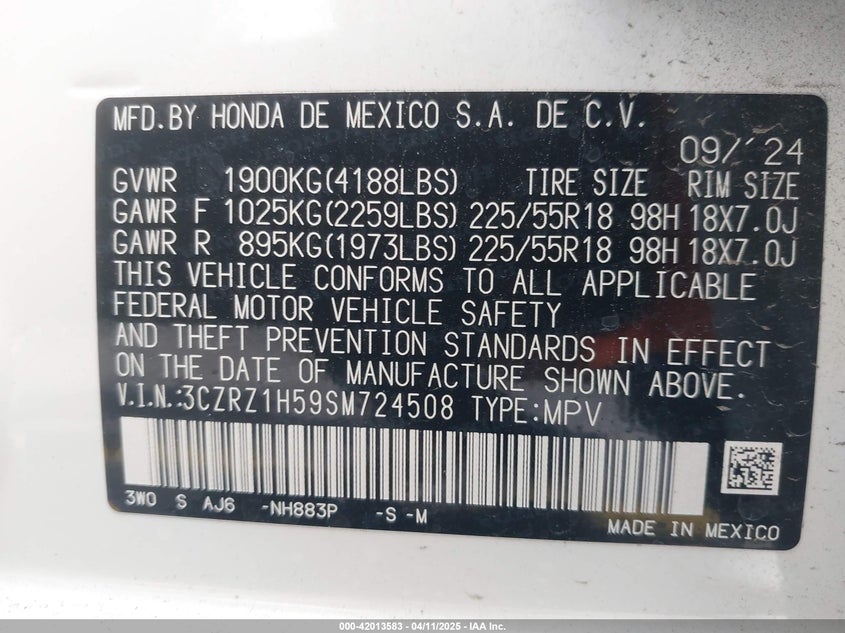 MFD.BY HONDA DE MEXICO S.A. DE C.V.
09/'24
GVWR 1900KG(4188LBS) TIRE SIZE RIM SIZE
GAWR F 1025KG(2259LBS) 225/55R18 98H 18X7.0J
GAWR R 895KG(1973LBS) 225/55R18 98H 18X7.0J
THIS VEHICLE CONFORMS TO ALL APPLICABLE
FEDERAL MOTOR VEHICLE SAFETY
AND THEFT PREVENTION STANDARDS IN EFFECT
ON THE DATE OF MANUFACTURE SHOWN ABOVE.
V.I.N.:3CZRZ1H59SM724508 TYPE:MPV
3W0 S AJ6 -NH883P -S -M
MADE IN MEXICO
000-42013583 - 04/11/2025 - IAA Inc.